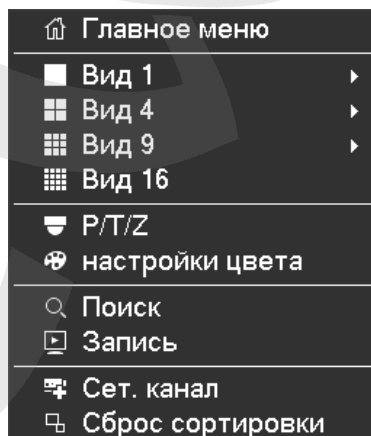 Главное меню
Вид 1
Вид 4
Вид 9
Вид 16
P/T/Z
настройки цвета
Поиск
Запись
Сет. канал
Сброс сортировки